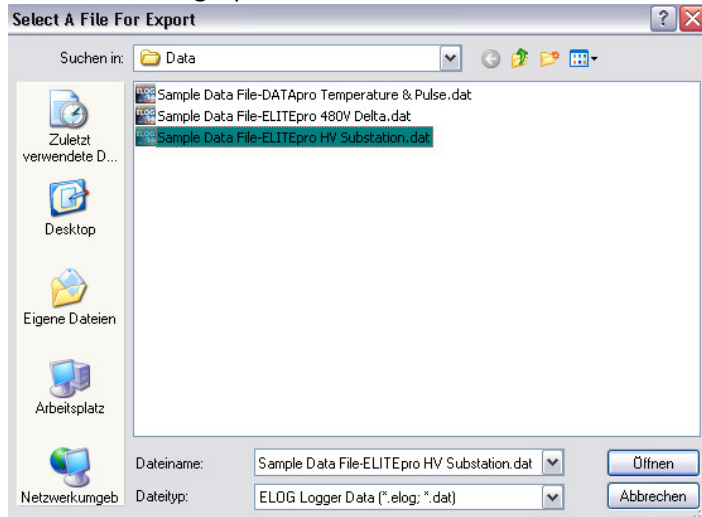 Select A File For Export
Suchen in: Data
Sample Data File-DATApro Temperature & Pulse.dat
Sample Data File-ELITEpro 480V Delta.dat
Sample Data File-ELITEpro HV Substation.dat
Zuletzt
verwendete D...
Desktop
Eigene Dateien
Arbeitsplatz
Netzwerkumgeb
Dateiname: Sample Data File-ELITEpro HV Substation.dat Öffnen
Dateityp: ELOG Logger Data (*.elog; *.dat) Abbrechen